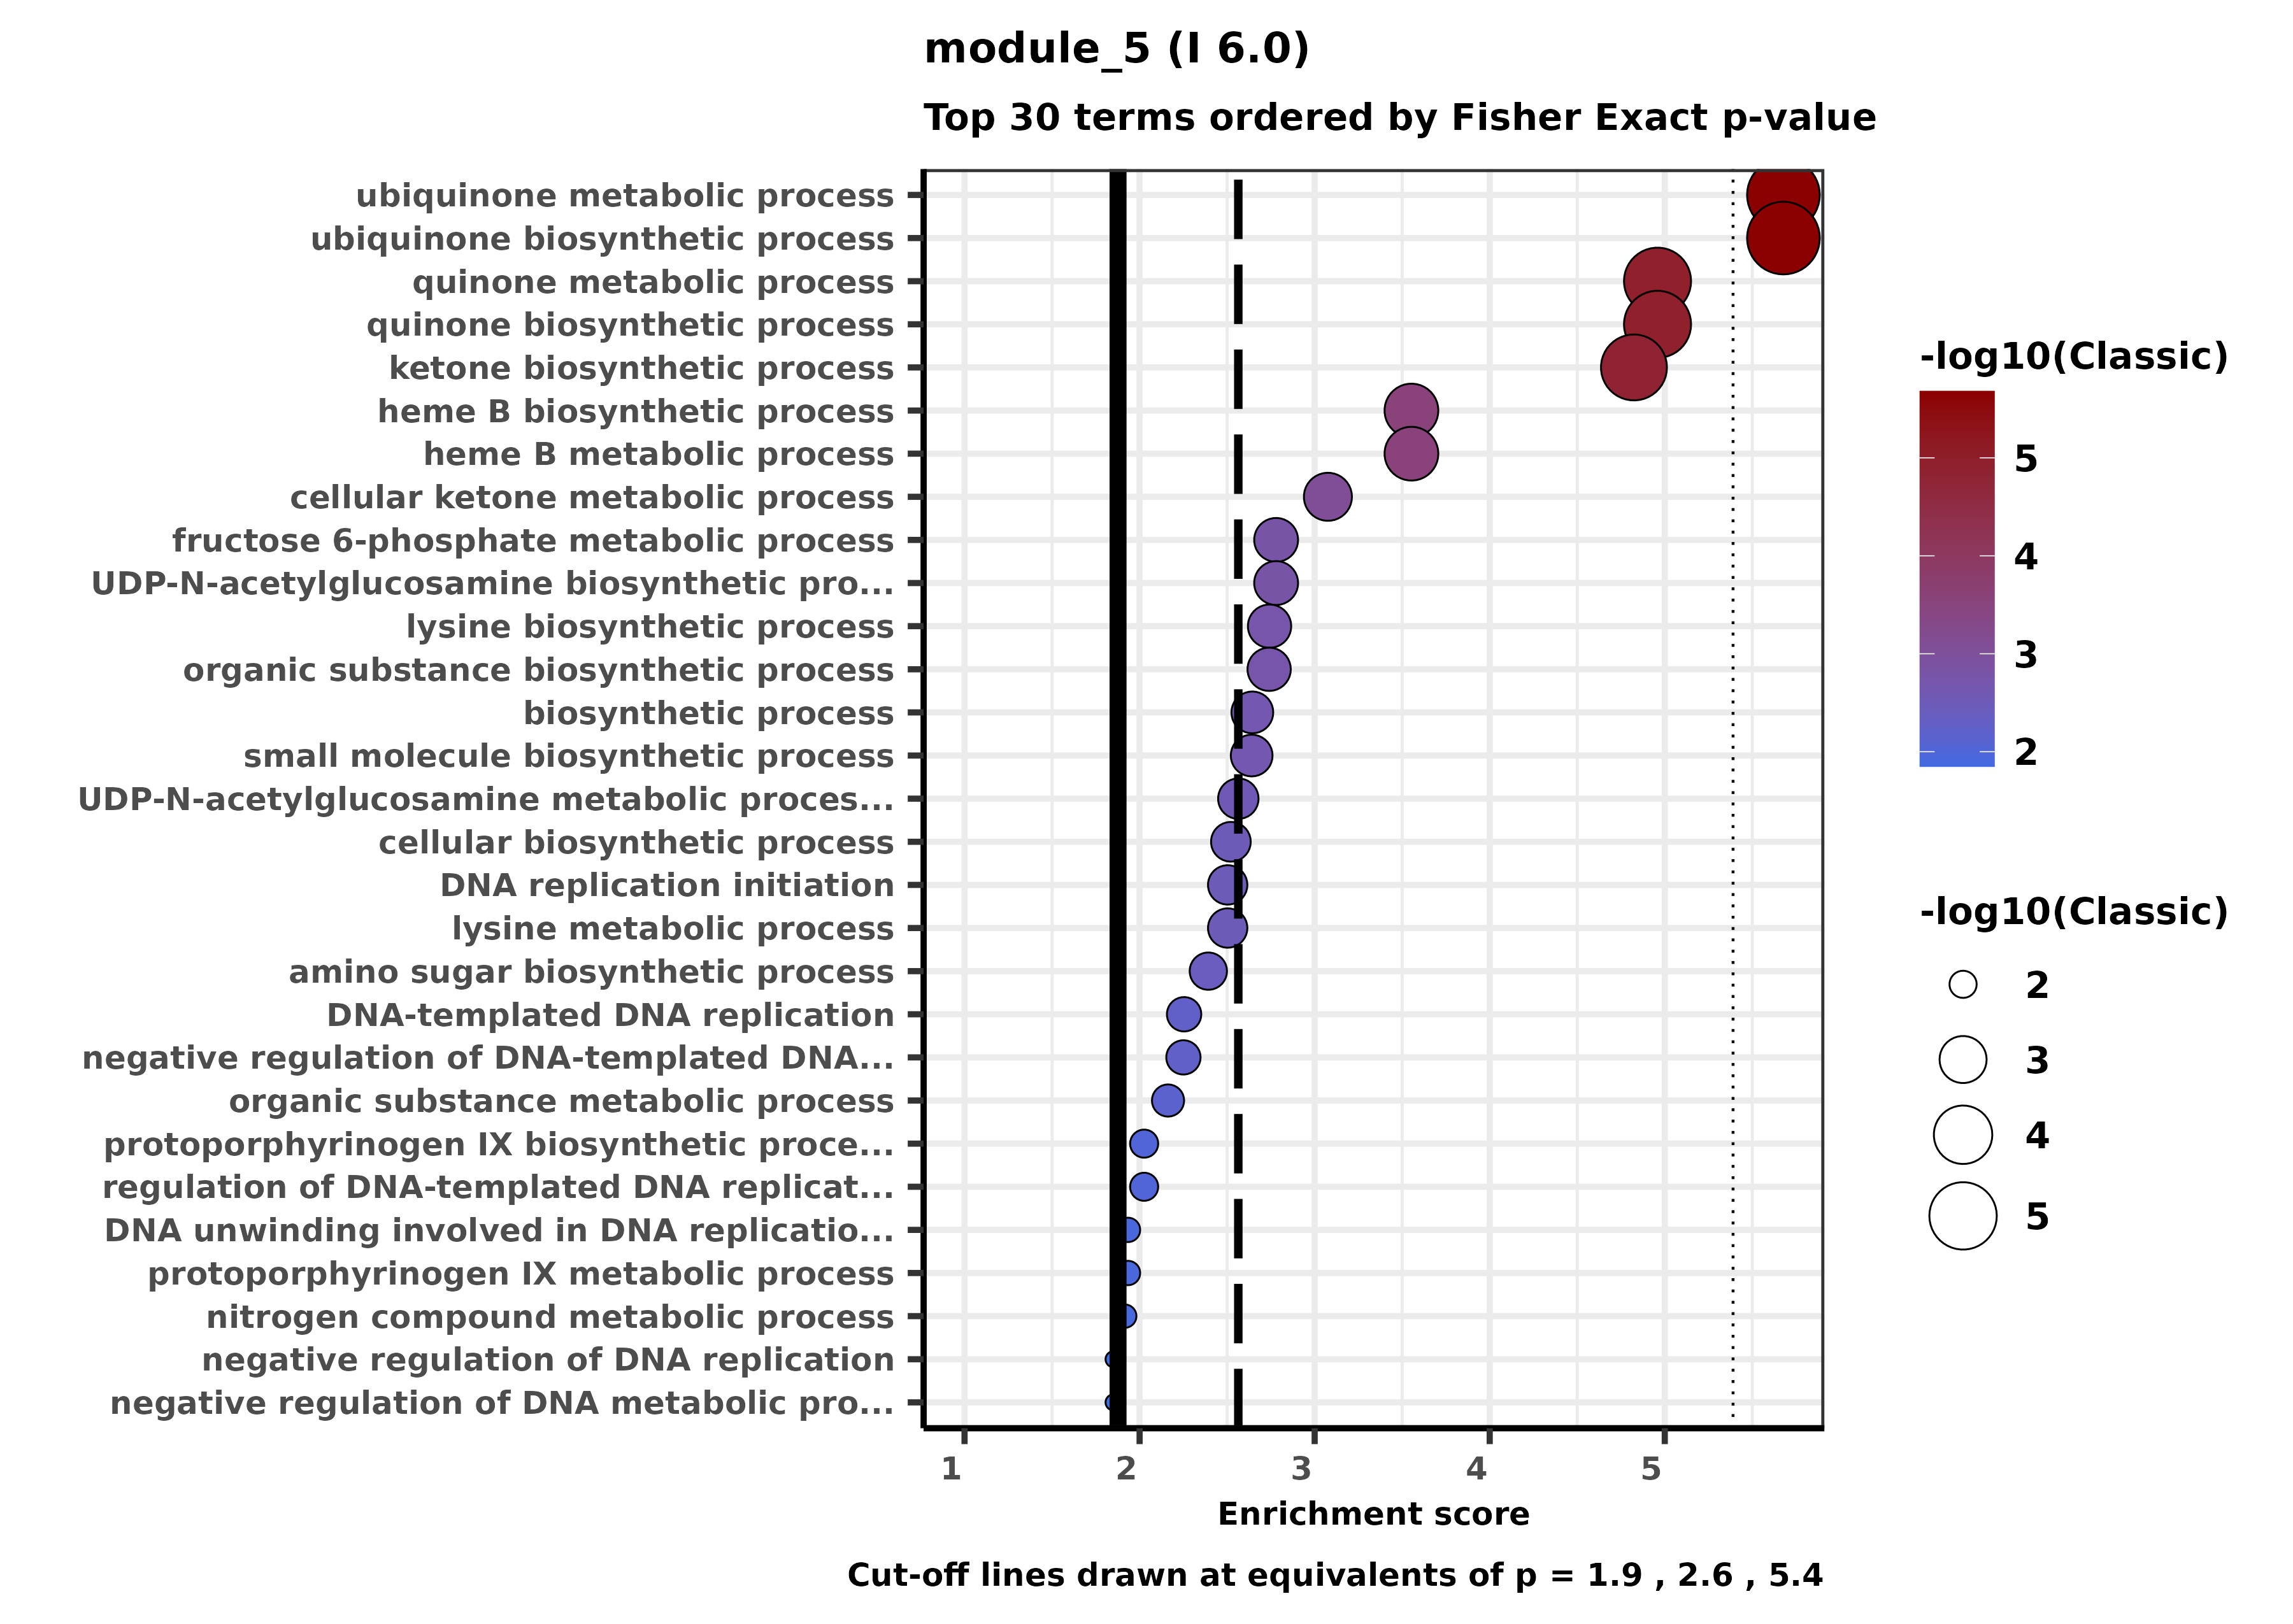 module_5 (I 6.0)
Top 30 terms ordered by Fisher Exact p-value
ubiquinone metabolic process
ubiquinone biosynthetic process
quinone metabolic process
quinone biosynthetic process
ketone biosynthetic process
heme B biosynthetic process
heme B metabolic process
cellular ketone metabolic process
fructose 6-phosphate metabolic process
UDP-N-acetylglucosamine biosynthetic pro...
lysine biosynthetic process
organic substance biosynthetic process
biosynthetic process
small molecule biosynthetic process
UDP-N-acetylglucosamine metabolic proces...
cellular biosynthetic process
DNA replication initiation
lysine metabolic process
amino sugar biosynthetic process
DNA-templated DNA replication
negative regulation of DNA-templated DNA...
organic substance metabolic process
protoporphyrinogen IX biosynthetic proce...
regulation of DNA-templated DNA replicat...
DNA unwinding involved in DNA replicatio...
protoporphyrinogen IX metabolic process
nitrogen compound metabolic process
negative regulation of DNA replication
negative regulation of DNA metabolic pro...
1 2 3 4 5
Enrichment score
Cut-off lines drawn at equivalents of p = 1.9 , 2.6 , 5.4
-log10(Classic)
5
4
3
2
-log10(Classic)
2
3
4
5